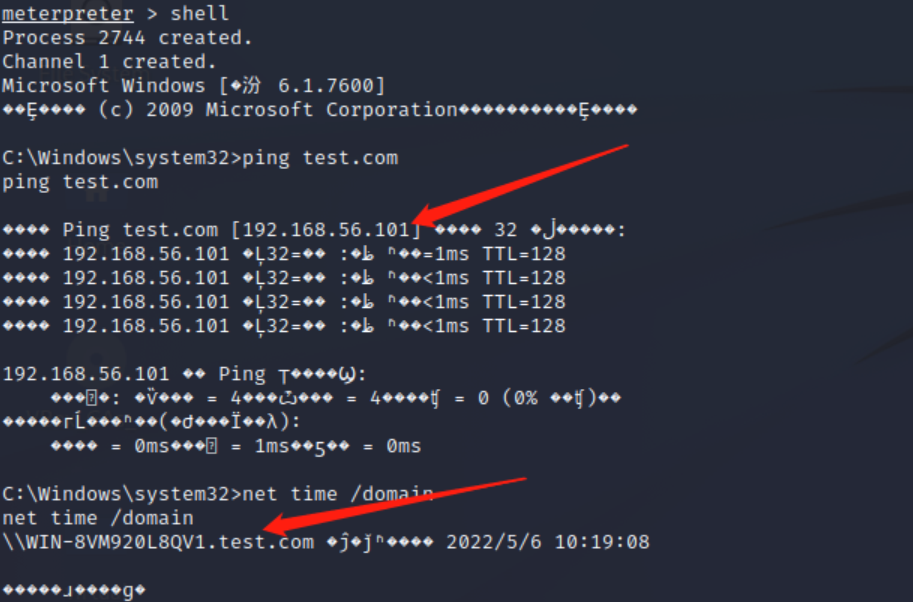 meterpreter > shell
Process 2744 created.
Channel 1 created.
Microsoft Windows [�汾 6.1.7600]
��Ȩ���� (c) 2009 Microsoft Corporation����������Ȩ����
C:\Windows\system32>ping test.com
ping test.com
���� Ping test.com [192.168.56.101] ���� 32 �ֽڵ�����:
���� 192.168.56.101 �Ļ32=�� :�ظ ʱ��=1ms TTL=128
���� 192.168.56.101 �Ļ32=�� :�ظ ʱ��<1ms TTL=128
���� 192.168.56.101 �Ļ32=�� :�ظ ʱ��<1ms TTL=128
���� 192.168.56.101 �Ļ32=�� :�ظ ʱ��<1ms TTL=128
192.168.56.101 �� Ping
= 4 = 4 = 0 (0%
���� = 0ms = 1ms = 0ms
C:\Windows\system32>net time /domain
net time /domain
\\WIN-8VM920L8QV1.test.com 2022/5/6 10:19:08